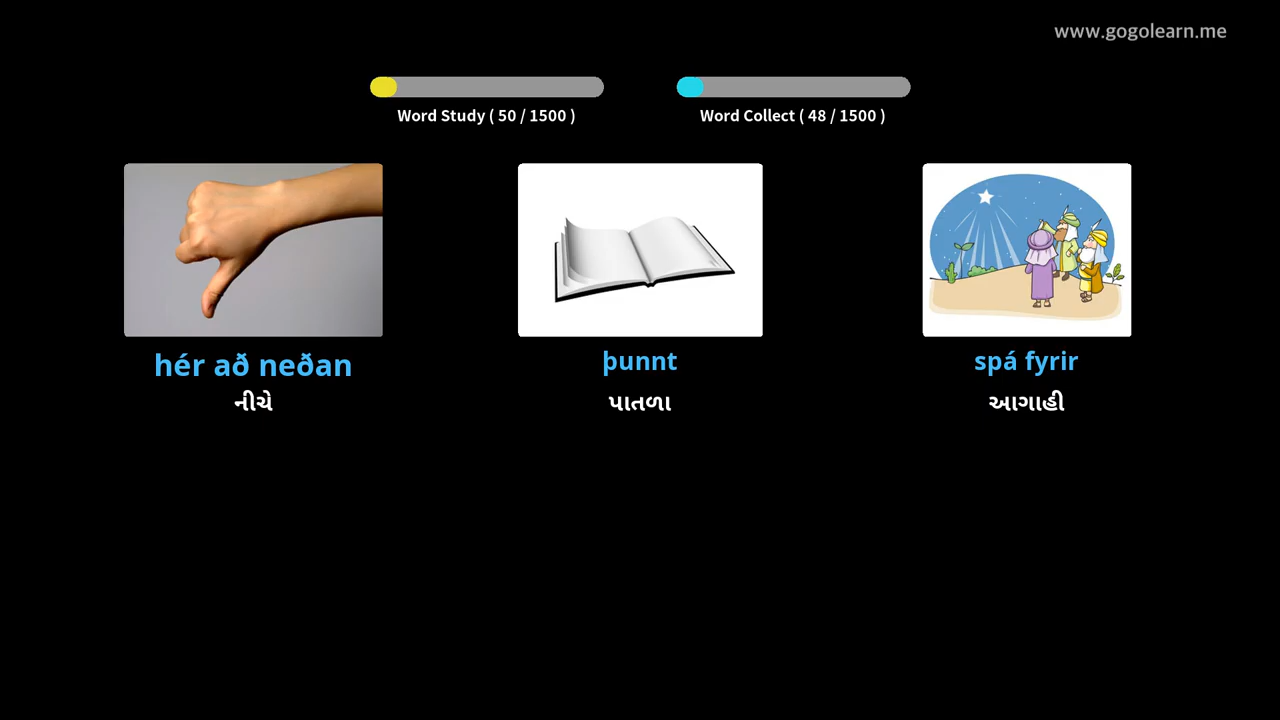 www.gogolearn.me
Word Study ( 50 / 1500 )
Word Collect ( 48 / 1500 )
hér að neðan
þunnt
spá fyrir
નીચે
પાતળા
આગાહી